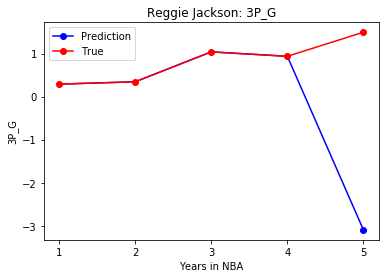 Reggie Jackson: 3P_G
Prediction
True
1
0
−1
−2
−3
3P_G
1
2
3
4
5
Years in NBA